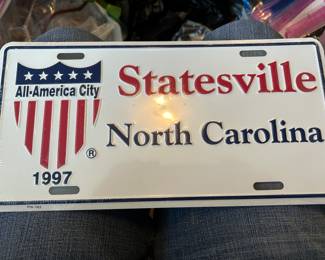 All-America City
®
1997
Statesville
North Carolina